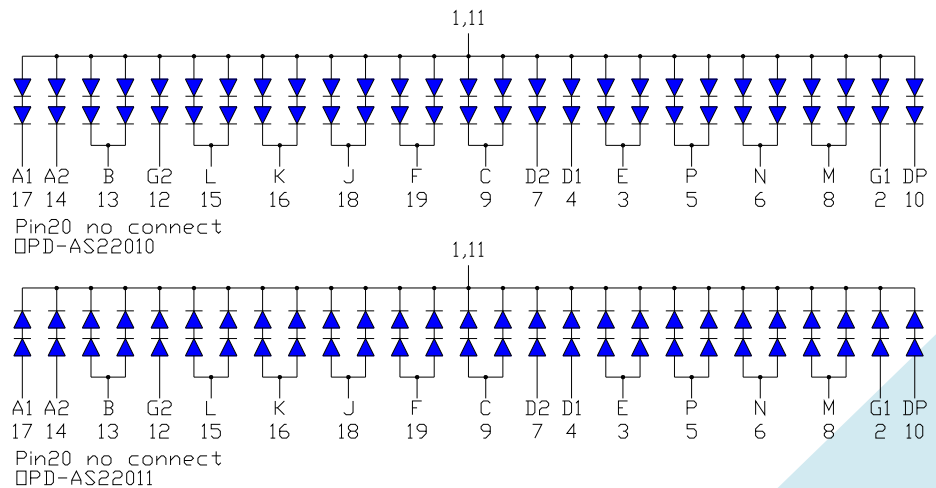 1,11
A1 A2 B G2 L K J F C D2 D1 E P N M G1 DP
17 14 13 12 15 16 18 19 9 7 4 3 5 6 8 2 10
Pin20 no connect
OPD-AS22010
1,11
A1 A2 B G2 L K J F C D2 D1 E P N M G1 DP
17 14 13 12 15 16 18 19 9 7 4 3 5 6 8 2 10
Pin20 no connect
OPD-AS22011